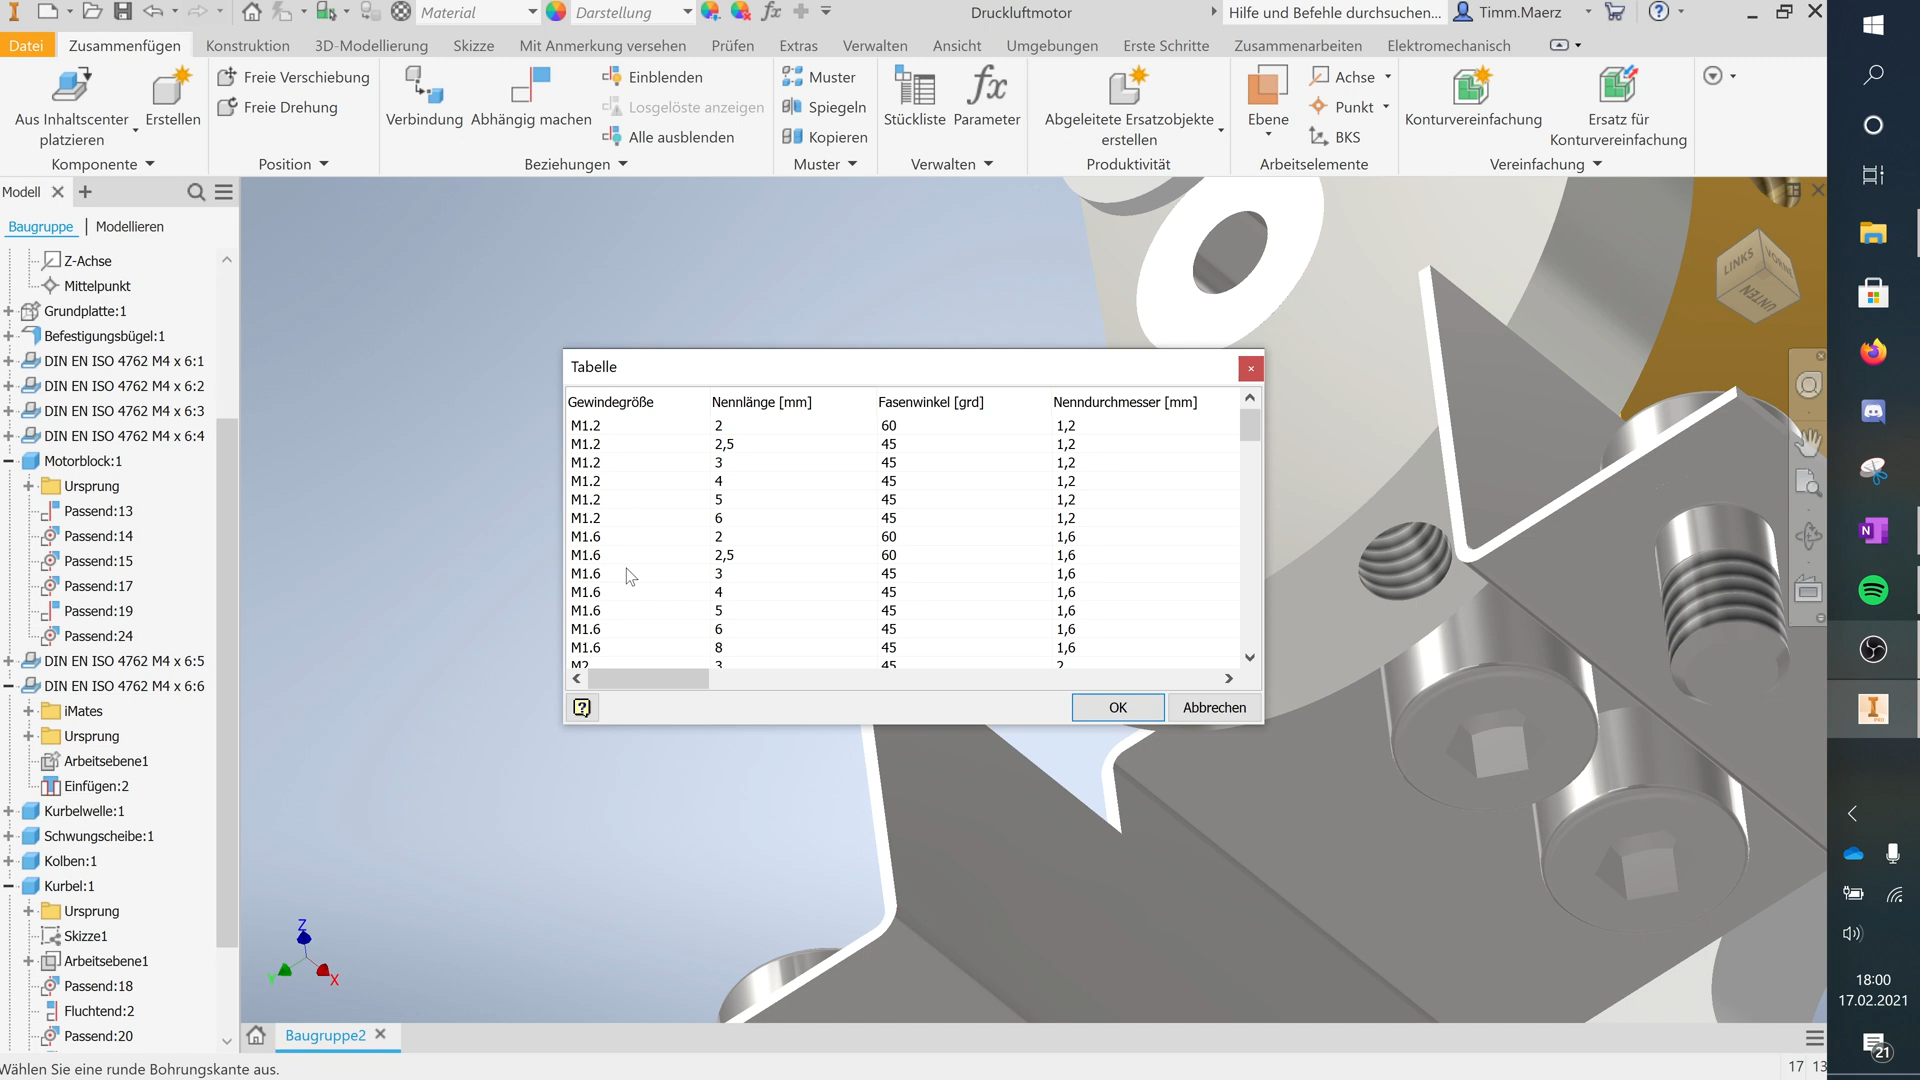 Material
Darstellung
Druckluftmotor
Hilfe und Befehle durchsuchen...
Timm.Maerz
Datei Zusammenfügen Konstruktion 3D-Modellierung Skizze Mit Anmerkung versehen Prüfen Extras Verwalten Ansicht Umgebungen Erste Schritte Zusammenarbeiten Elektromechanisch
Aus Inhaltscenter platzieren
Erstellen
Komponente
Freie Verschiebung
Freie Drehung
Position
Verbindung
Abhängig machen
Einblenden
Losgelöste anzeigen
Alle ausblenden
Beziehungen
Muster
Spiegeln
Kopieren
Muster
Stückliste
fx
Parameter
Verwalten
Abgeleitete Ersatzobjekte
erstellen
Produktivität
Ebene
Achse
Punkt
BKS
Arbeitselemente
Konturvereinfachung
Ersatz für
Konturvereinfachung
Vereinfachung
Modell
Baugruppe | Modellieren
Z-Achse
Mittelpunkt
Grundplatte:1
Befestigungsbügel:1
DIN EN ISO 4762 M4 x 6:1
DIN EN ISO 4762 M4 x 6:2
DIN EN ISO 4762 M4 x 6:3
DIN EN ISO 4762 M4 x 6:4
Motorblock:1
Ursprung
Passend:13
Passend:14
Passend:15
Passend:17
Passend:19
Passend:24
DIN EN ISO 4762 M4 x 6:5
DIN EN ISO 4762 M4 x 6:6
iMates
Ursprung
Arbeitsebene1
Einfügen:2
Kurbelwelle:1
Schwungscheibe:1
Kolben:1
Kurbel:1
Ursprung
Skizze1
Arbeitsebene1
Passend:18
Fluchtend:2
Passend:20
Tabelle
Gewindegröße Nennlänge [mm] Fasenwinkel [grd] Nenndurchmesser [mm]
M1.2 2 60 1,2
M1.2 2,5 45 1,2
M1.2 3 45 1,2
M1.2 4 45 1,2
M1.2 5 45 1,2
M1.2 6 45 1,2
M1.6 2 60 1,6
M1.6 2,5 60 1,6
M1.6 3 45 1,6
M1.6 4 45 1,6
M1.6 5 45 1,6
M1.6 6 45 1,6
M1.6 8 45 1,6
M2 3 45 2
OK
Abbrechen
LINKS
VORNE
UNTEN
Z
Y
X
Baugruppe2
Wählen Sie eine runde Bohrungskante aus.
17 13
18:00
17.02.2021
21